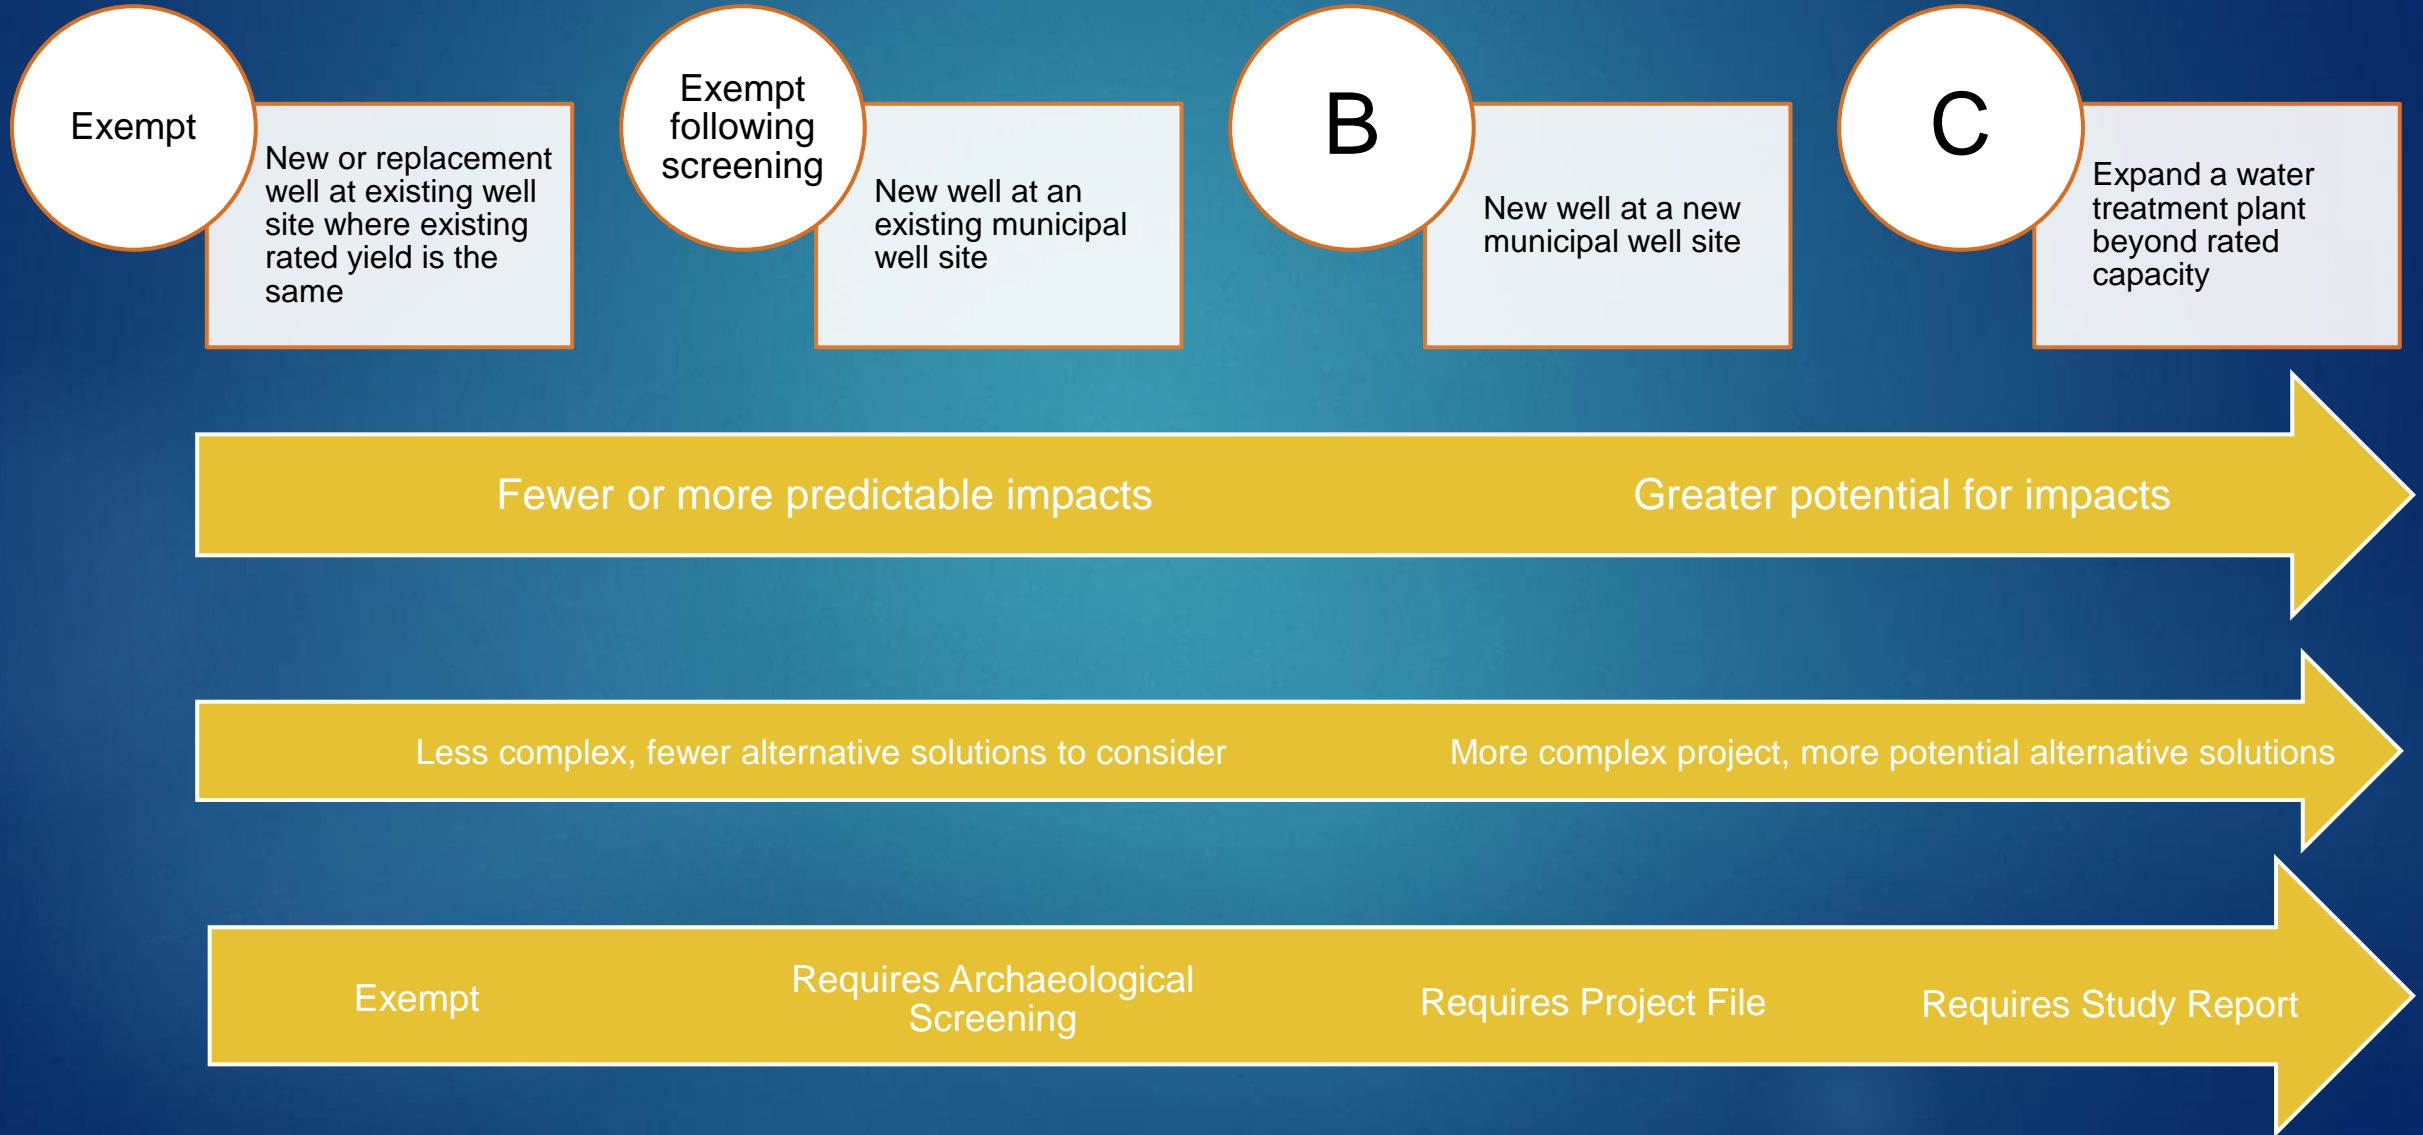 Exempt
New or replacement
well at existing well
site where existing
rated yield is the
same
Exempt
following
screening
New well at an
existing municipal
well site
B
New well at a new
municipal well site
C
Expand a water
treatment plant
beyond rated
capacity
Fewer or more predictable impacts
Greater potential for impacts
Less complex, fewer alternative solutions to consider
More complex project, more potential alternative solutions
Exempt
Requires Archaeological
Screening
Requires Project File
Requires Study Report